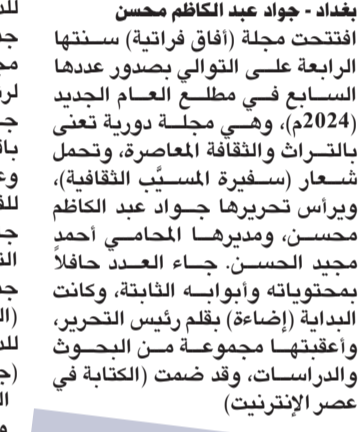 بغداد - جواد عبد الكاظم محسن
افتتحت مجلة (أفاق فراتية) سنتها
الرابعة على التوالي بصدور عددها
السابع في مطلع العام الجديد
(2024م)، وهي مجلة دورية تعنى
بالتراث والثقافة المعاصرة، وتحمل
شعار (سفيرة المسيَّب الثقافية)،
ويرأس تحريرها جواد عبد الكاظم
محسن، ومديرها المحامي أحمد
مجيد الحسن. جاء العدد حافلاً
بمحتوياته وأبوابه الثابتة، وكانت
البداية (إضاءة) بقلم رئيس التحرير،
وأعقبتها مجموعة من البحوث
والدراسات، وقد ضمت (الكتابة في
عصر الإنترنيت)